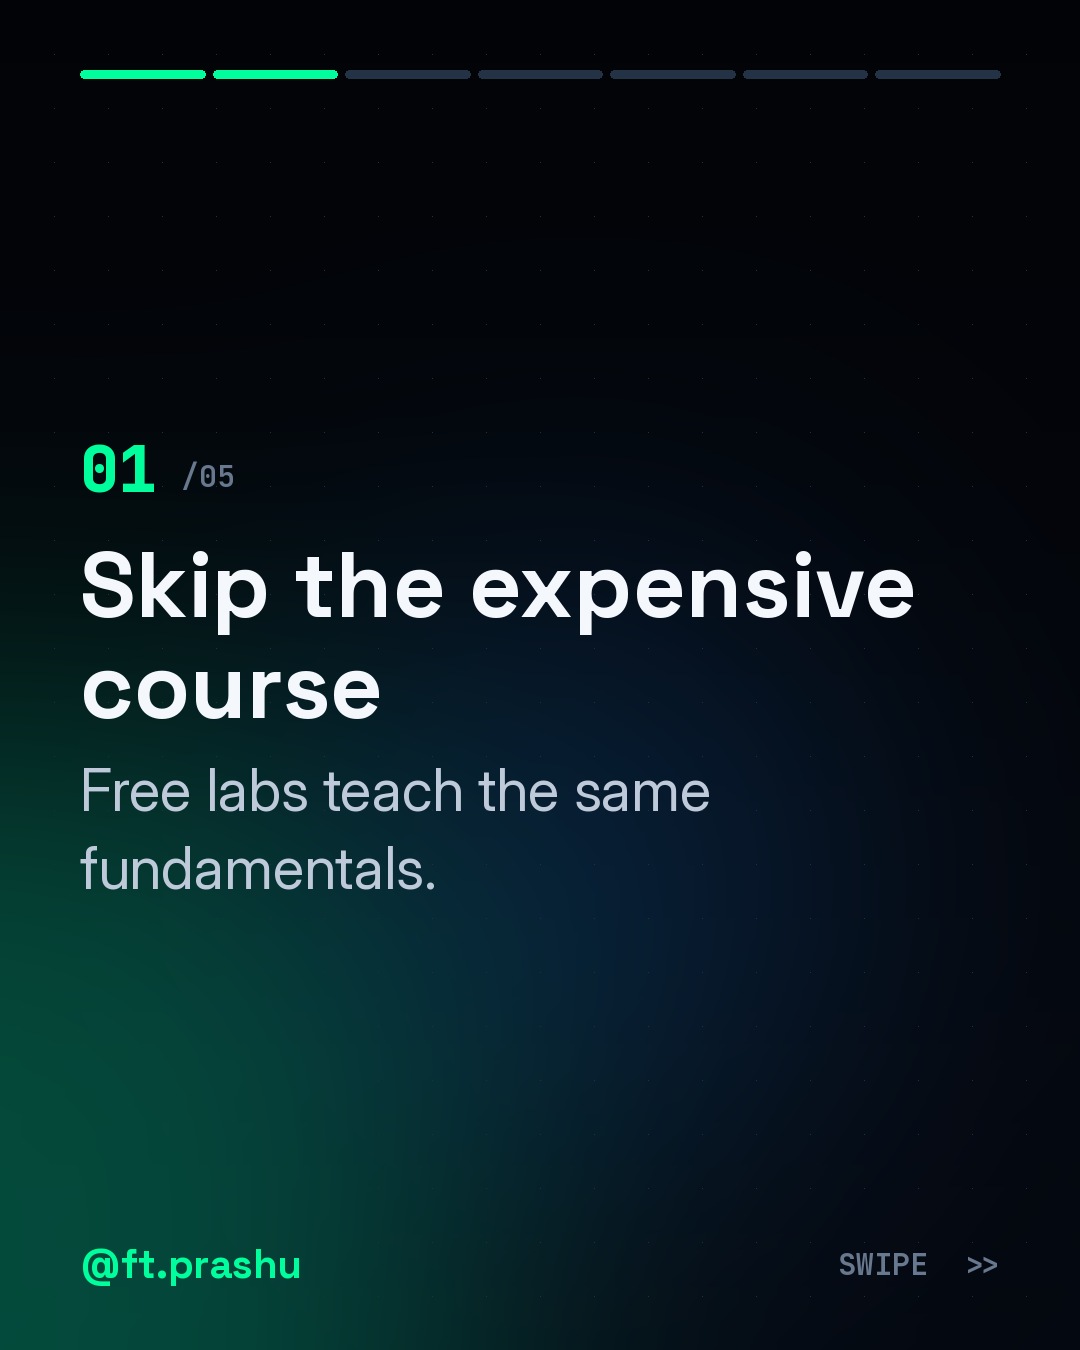 01 /05
Skip the expensive
course
Free labs teach the same
fundamentals.
@ft.prashu
SWIPE >>